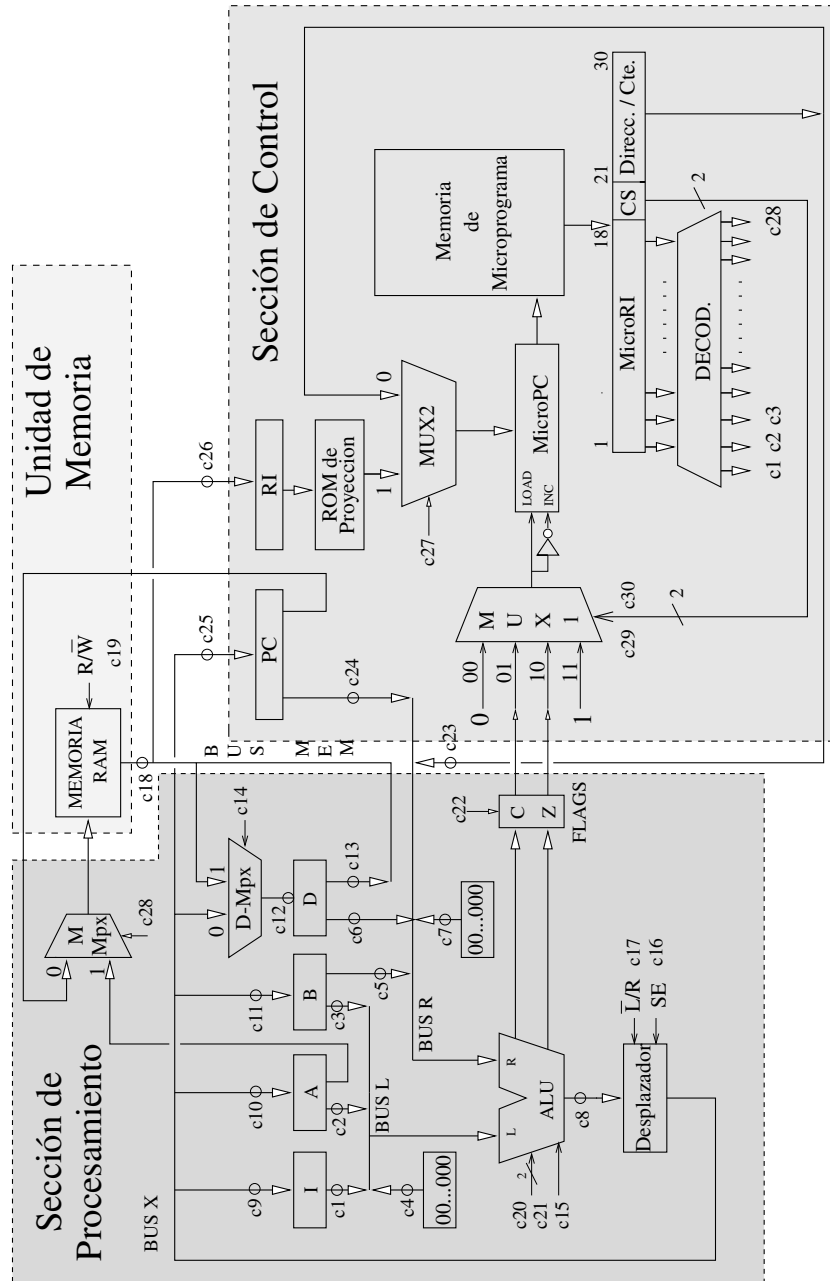 Unidad de
Memoria
Sección de
Procesamiento
Sección de Control
MEMORIA
RAM
R/W
c19
c18
M
Mpx
0
1
c28
BUS X
BUS MEM
c9
c10
c11
c12
D-Mpx
0
1
c14
I
A
B
D
c1
c2
c3
c5
c6
c13
c4
00...000
c7
00...000
BUS L
BUS R
L
R
ALU
c20
c21
2
c15
c8
Desplazador
L/R c17
SE c16
C
Z
FLAGS
c22
c23
c24
c25
c26
PC
RI
ROM de
Proyeccion
1
0
MUX2
c27
MicroPC
LOAD
INC
M
U
X
1
0 00
01
10
1 11
c29
c30
2
Memoria
de
Microprograma
1
18
21
30
MicroRI
CS
Direcc. / Cte.
DECOD.
2
c1 c2 c3
c28